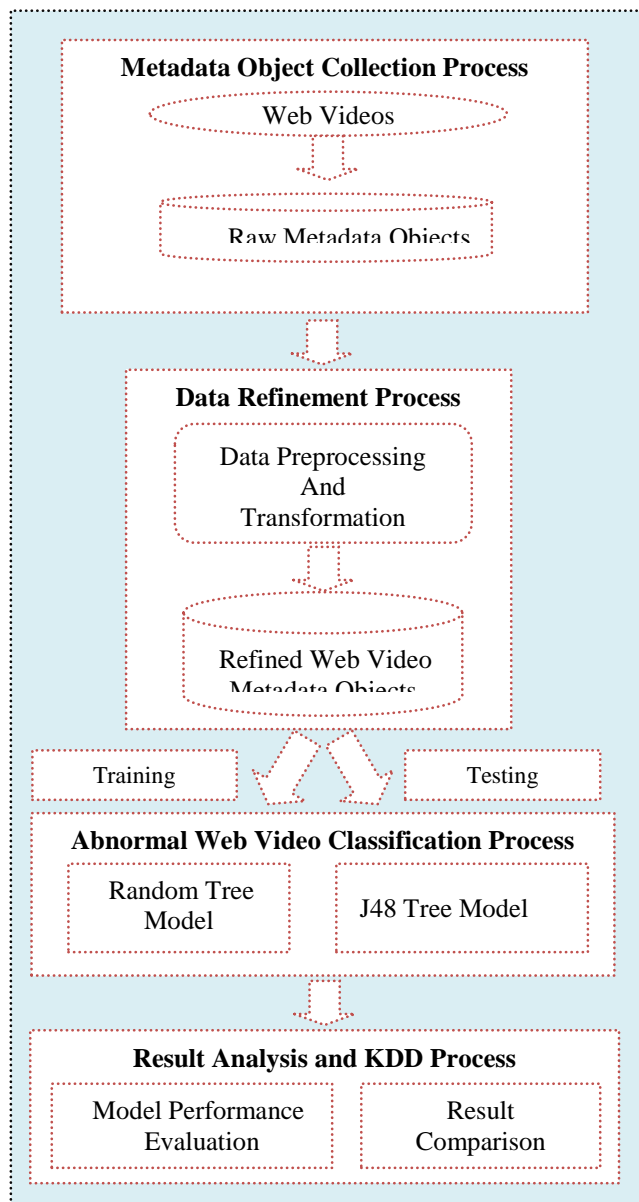 Metadata Object Collection Process
Web Videos
Raw Metadata Objects
Data Refinement Process
Data Preprocessing
And
Transformation
Refined Web Video
Metadata Objects
Training
Testing
Abnormal Web Video Classification Process
Random Tree
Model
J48 Tree Model
Result Analysis and KDD Process
Model Performance
Evaluation
Result
Comparison